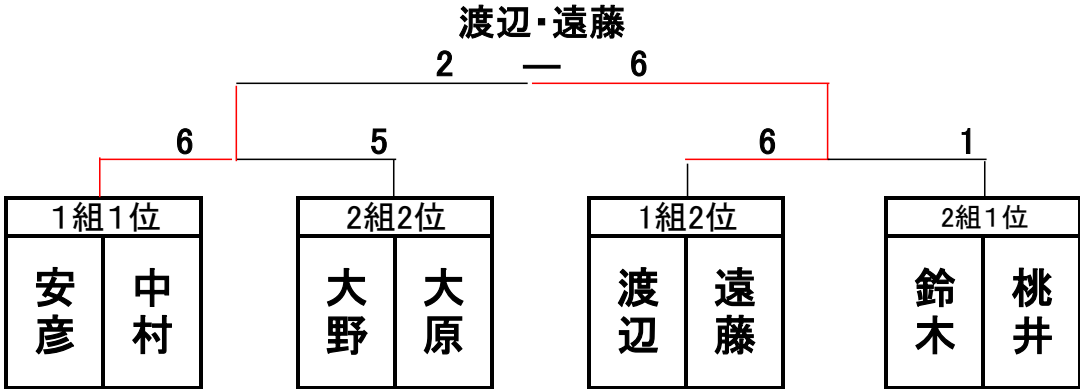 渡辺・遠藤
2 ― 6
6 5 6 1
１組１位 2組2位 1組2位 2組１位
安彦 中村 大野 大原 渡辺 遠藤 鈴木 桃井